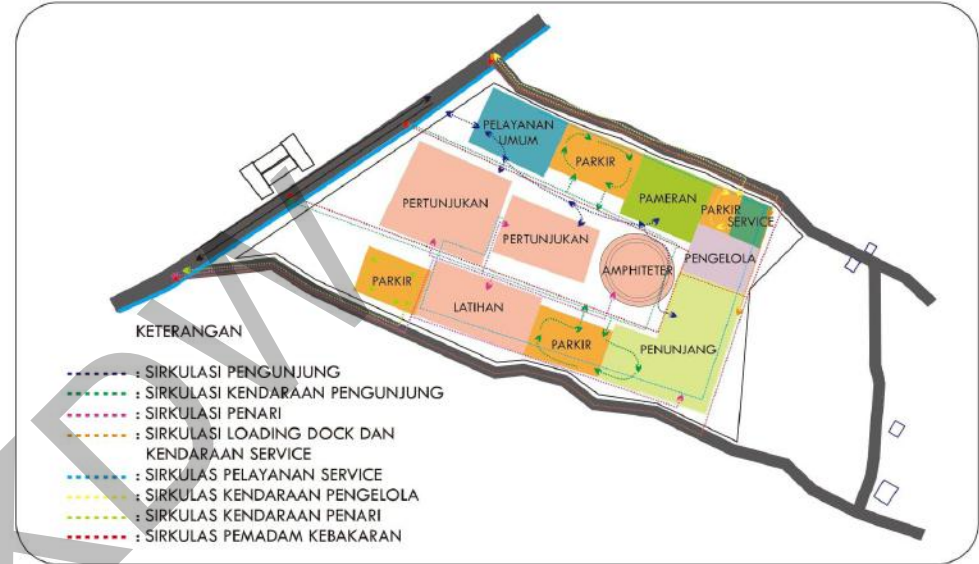 PELAYANAN
UMUM
PARKIR
PAMERAN
PARKIR
SERVICE
PERTUNJUKAN
PERTUNJUKAN
PENGELOLA
AMPHITETER
PARKIR
LATIHAN
PARKIR
PENUNJANG
KETERANGAN
: SIRKULASI PENGUNJUNG
: SIRKULASI KENDARAAN PENGUNJUNG
: SIRKULASI PENARI
: SIRKULASI LOADING DOCK DAN
KENDARAAN SERVICE
: SIRKULAS PELAYANAN SERVICE
: SIRKULAS KENDARAAN PENGELOLA
: SIRKULAS KENDARAAN PENARI
: SIRKULAS PEMADAM KEBAKARAN